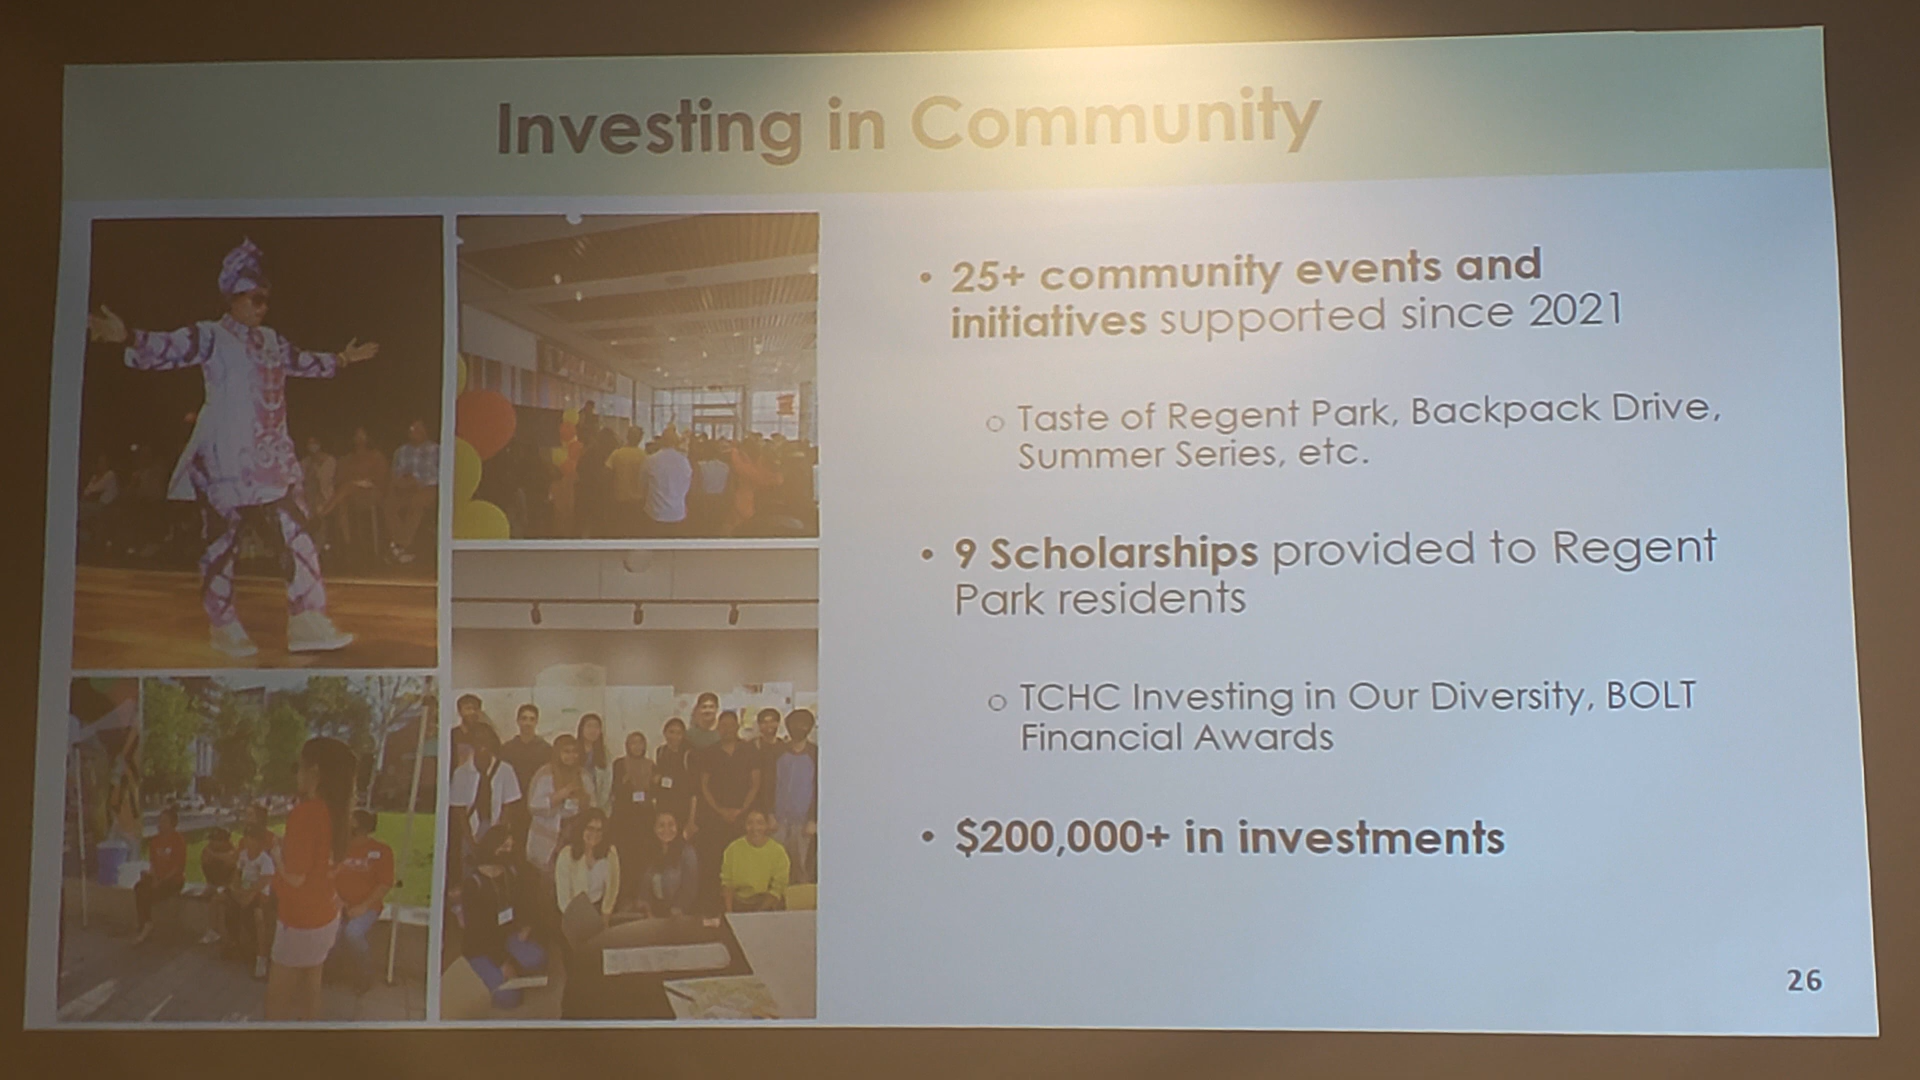 Investing in Community
• 25+ community events and
initiatives supported since 2021
o Taste of Regent Park, Backpack Drive,
Summer Series, etc.
• 9 Scholarships provided to Regent
Park residents
o TCHC Investing in Our Diversity, BOLT
Financial Awards
• $200,000+ in investments
26